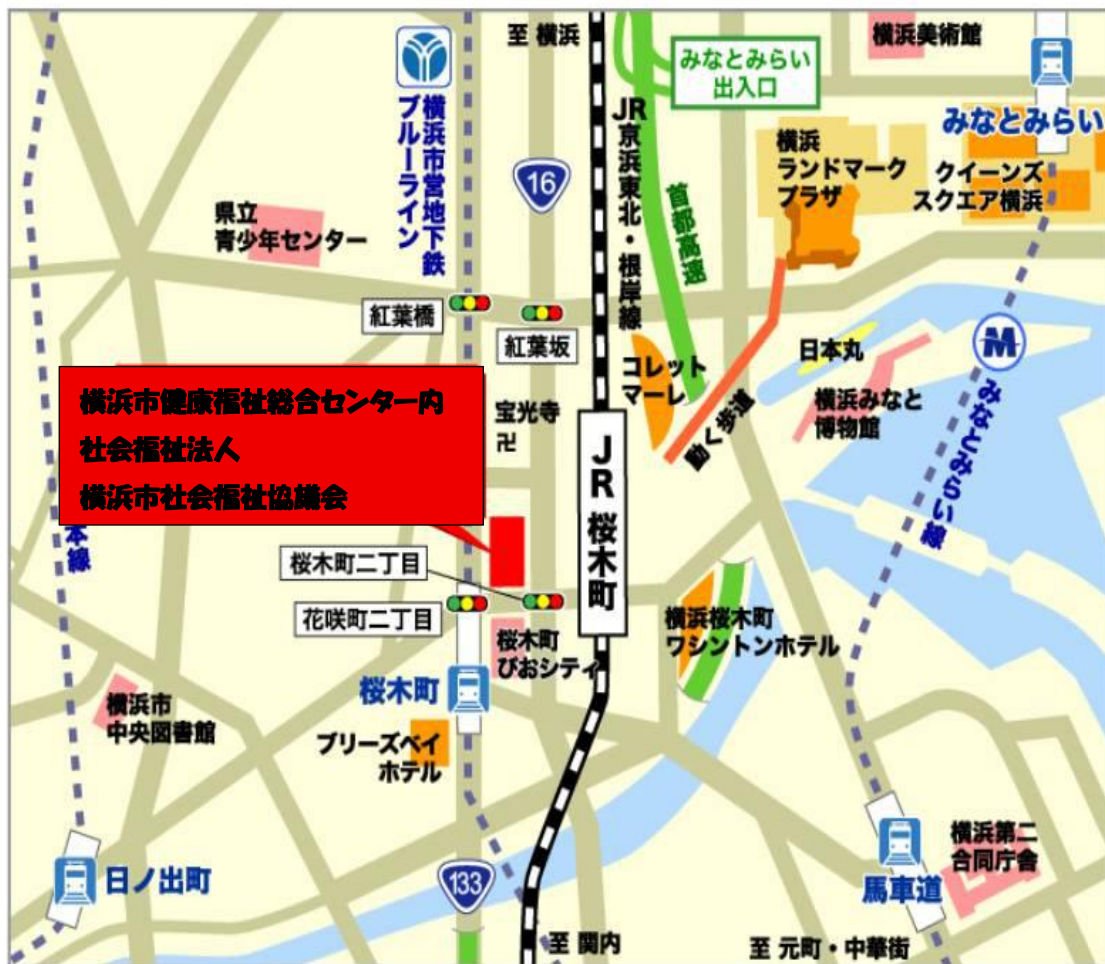 至 横浜
横浜美術館
みなとみらい
出入口
みなとみらい
横浜市営地下鉄
ブルーライン
16
JR京浜東北・根岸線
首都高速
横浜
ランドマーク
プラザ
クイーンズ
スクエア横浜
県立
青少年センター
紅葉橋
紅葉坂
コレット
マーレ
日本丸
M
みなとみらい線
横浜市健康福祉総合センター内
社会福祉法人
横浜市社会福祉協議会
宝光寺
卍
動く歩道
横浜みなと
博物館
JR桜木町
本線
桜木町二丁目
花咲町二丁目
桜木町
ぴおシティ
横浜桜木町
ワシントンホテル
桜木町
横浜市
中央図書館
ブリーズベイ
ホテル
日ノ出町
133
馬車道
横浜第二
合同庁舎
至 関内
至 元町・中華街